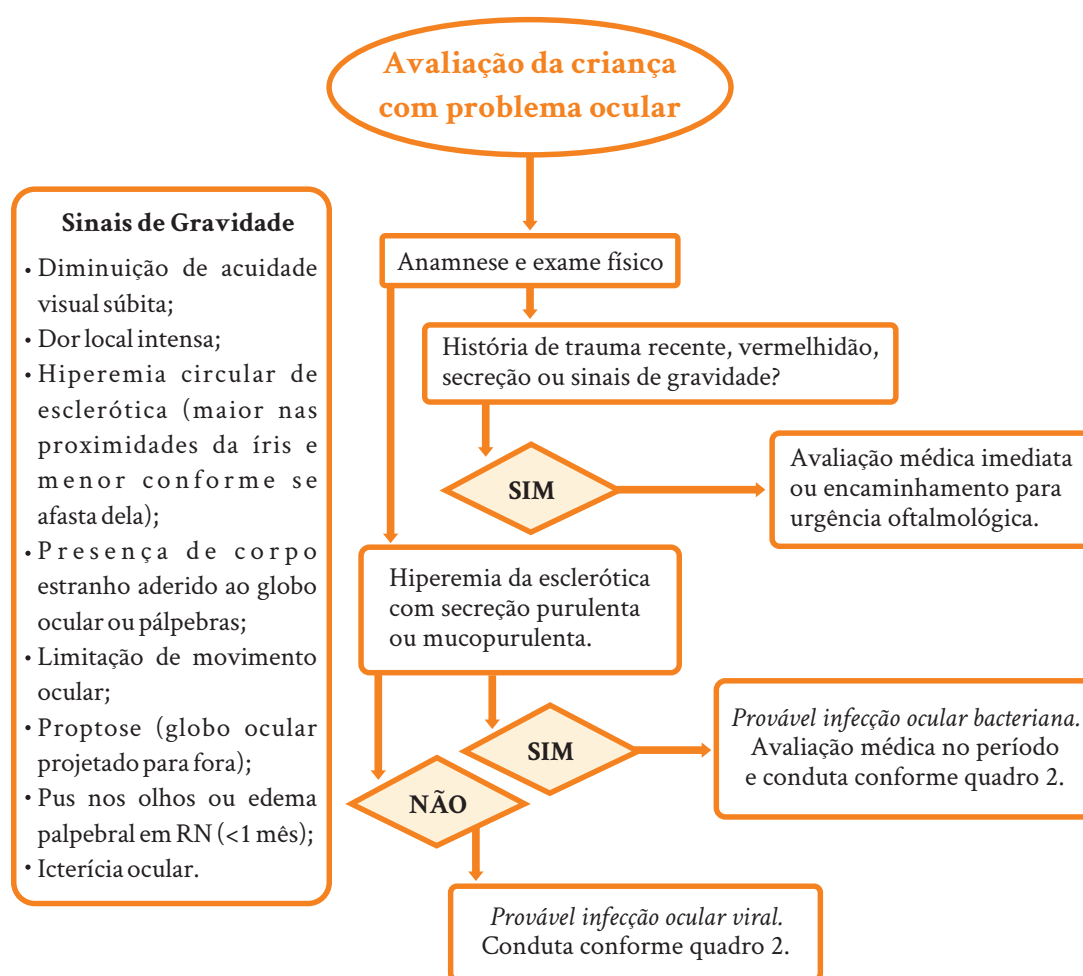 Avaliação da criança
com problema ocular
Sinais de Gravidade
• Diminuição de acuidade
visual súbita;
• Dor local intensa;
• Hiperemia circular de
esclerótica (maior nas
proximidades da íris e
menor conforme se
afasta dela);
• Presença de corpo
estranho aderido ao globo
ocular ou pálpebras;
• Limitação de movimento
ocular;
• Proptose (globo ocular
projetado para fora);
• Pus nos olhos ou edema
palpebral em RN (<1 mês);
• Icterícia ocular.
Anamnese e exame físico
História de trauma recente, vermelhidão,
secreção ou sinais de gravidade?
SIM
Avaliação médica imediata
ou encaminhamento para
urgência oftalmológica.
Hiperemia da esclerótica
com secreção purulenta
ou mucopurulenta.
SIM
Provável infecção ocular bacteriana.
Avaliação médica no período
e conduta conforme quadro 2.
NÃO
Provável infecção ocular viral.
Conduta conforme quadro 2.